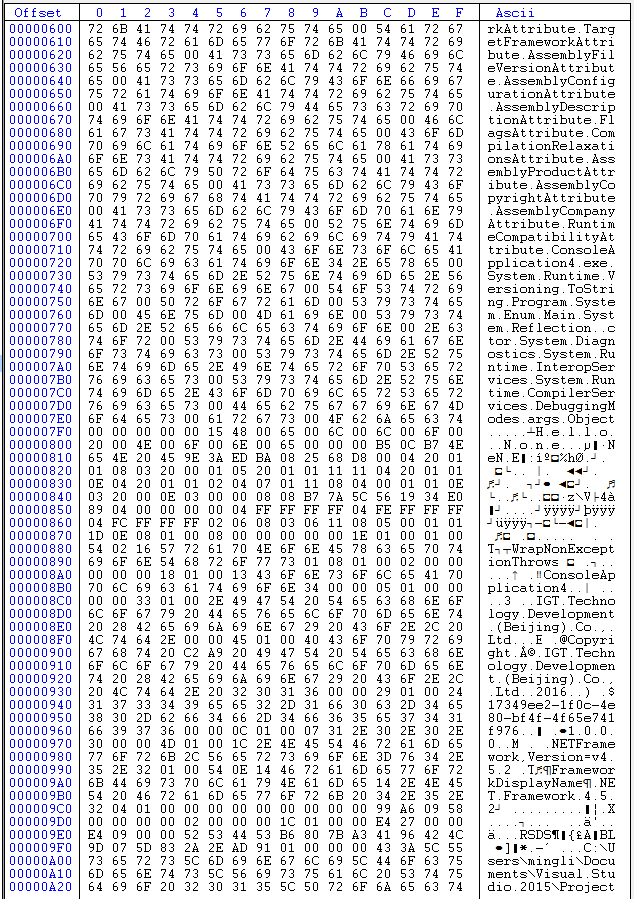 Offset 0 1 2 3 4 5 6 7 8 9 A B C D E F Ascii
00000600 72 6B 41 74 74 72 69 62 75 74 65 00 54 61 72 67 rkAttribute.Targ
00000610 65 74 46 72 61 6D 65 77 6F 72 6B 41 74 74 72 69 etFrameworkAttri
00000620 62 75 74 65 00 41 73 73 65 6D 62 6C 79 46 69 6C bute.AssemblyFil
00000630 65 56 65 72 73 69 6F 6E 41 74 74 72 69 62 75 74 eVersionAttribut
00000640 65 00 41 73 73 65 6D 62 6C 79 43 6F 6E 66 69 67 e.AssemblyConfig
00000650 75 72 61 74 69 6F 6E 41 74 74 72 69 62 75 74 65 urationAttribute
00000660 00 41 73 73 65 6D 62 6C 79 44 65 73 63 72 69 70 .AssemblyDescrip
00000670 74 69 6F 6E 41 74 74 72 69 62 75 74 65 00 46 6C tionAttribute.Fl
00000680 61 67 73 41 74 74 72 69 62 75 74 65 00 43 6F 6D agsAttribute.Com
00000690 70 69 6C 61 74 69 6F 6E 52 65 6C 61 78 61 74 69 pilationRelaxati
000006A0 6F 6E 73 41 74 74 72 69 62 75 74 65 00 41 73 73 onsAttribute.Ass
000006B0 65 6D 62 6C 79 50 72 6F 64 75 63 74 41 74 74 72 emblyProductAttr
000006C0 69 62 75 74 65 00 41 73 73 65 6D 62 6C 79 43 6F ibute.AssemblyCo
000006D0 70 79 72 69 67 68 74 41 74 74 72 69 62 75 74 65 pyrightAttribute
000006E0 00 41 73 73 65 6D 62 6C 79 43 6F 6D 70 61 6E 79 .AssemblyCompany
000006F0 41 74 74 72 69 62 75 74 65 00 52 75 6E 74 69 6D Attribute.Runtim
00000700 65 43 6F 6D 70 61 74 69 62 69 6C 69 74 79 41 74 eCompatibilityAt
00000710 74 72 69 62 75 74 65 00 43 6F 6E 73 6F 6C 65 41 tribute.ConsoleA
00000720 70 70 6C 69 63 61 74 69 6F 6E 34 2E 65 78 65 00 pplication4.exe.
00000730 53 79 73 74 65 6D 2E 52 75 6E 74 69 6D 65 2E 56 System.Runtime.V
00000740 65 72 73 69 6F 6E 69 6E 67 00 54 6F 53 74 72 69 ersioning.ToStri
00000750 6E 67 00 50 72 6F 67 72 61 6D 00 53 79 73 74 65 ng.Program.Syste
00000760 6D 00 45 6E 75 6D 00 4D 61 69 6E 00 53 79 73 74 m.Enum.Main.Syst
00000770 65 6D 2E 52 65 66 6C 65 63 74 69 6F 6E 00 2E 63 em.Reflection..c
00000780 74 6F 72 00 53 79 73 74 65 6D 2E 44 69 61 67 6E tor.System.Diagn
00000790 6F 73 74 69 63 73 00 53 79 73 74 65 6D 2E 52 75 ostics.System.Ru
000007A0 6E 74 69 6D 65 2E 49 6E 74 65 72 6F 70 53 65 72 ntime.InteropSer
000007B0 76 69 63 65 73 00 53 79 73 74 65 6D 2E 52 75 6E vices.System.Run
000007C0 74 69 6D 65 2E 43 6F 6D 70 69 6C 65 72 53 65 72 time.CompilerSer
000007D0 76 69 63 65 73 00 44 65 62 75 67 67 69 6E 67 4D vices.DebuggingM
000007E0 6F 64 65 73 00 61 72 67 73 00 4F 62 6A 65 63 74 odes.args.Object
000007F0 00 00 00 00 00 15 48 00 65 00 6C 00 6C 00 6F 00 .....┴H.e.l.l.o.
00000800 20 00 4E 00 6F 00 6E 00 65 00 00 00 B5 0C B7 4E
00000810 65 4E 20 45 9E 3A ED BA 08 25 68 D8 00 04 20 01
00000820 01 08 03 20 00 01 05 20 01 01 11 11 04 20 01 01
00000830 0E 04 20 01 01 02 04 07 01 11 08 04 00 01 01 0E
00000840 03 20 00 0E 03 00 00 08 08 B7 7A 5C 56 19 34 E0
00000850 89 04 00 00 00 00 04 FF FF FF FF 04 FE FF FF FF
00000860 04 FC FF FF FF 02 06 08 03 06 11 08 05 00 01 01
00000870 1D 0E 08 01 00 08 00 00 00 00 00 1E 01 00 01 00
00000880 54 02 16 57 72 61 70 4E 6F 6E 45 78 63 65 70 74 T┐┬WrapNonExcept
00000890 69 6F 6E 54 68 72 6F 77 73 01 08 01 00 02 00 00
000008A0 00 00 00 18 01 00 13 43 6F 6E 73 6F 6C 65 41 70
000008B0 70 6C 69 63 61 74 69 6F 6E 34 00 00 05 01 00 00
000008C0 00 00 33 01 00 2E 49 47 54 20 54 65 63 68 6E 6F
000008D0 6C 6F 67 79 20 44 65 76 65 6C 6F 70 6D 65 6E 74 logy.Development
000008E0 20 28 42 65 69 6A 69 6E 67 29 20 43 6F 2E 2C 20 .(Beijing).Co.,.
000008F0 4C 74 64 2E 00 00 45 01 00 40 43 6F 70 79 72 69
00000900 67 68 74 20 C2 A9 20 49 47 54 20 54 65 63 68 6E ght.Â©.IGT.Techn
00000910 6F 6C 6F 67 79 20 44 65 76 65 6C 6F 70 6D 65 6E ology.Developmen
00000920 74 20 28 42 65 69 6A 69 6E 67 29 20 43 6F 2E 2C t.(Beijing).Co.,
00000930 20 4C 74 64 2E 20 32 30 31 36 00 00 29 01 00 24
00000940 31 37 33 34 39 65 65 32 2D 31 66 30 63 2D 34 65 17349ee2-1f0c-4e
00000950 38 30 2D 62 66 34 66 2D 34 66 36 35 65 37 34 31 80-bf4f-4f65e741
00000960 66 39 37 36 00 00 0C 01 00 07 31 2E 30 2E 30 2E
00000970 30 00 00 4D 01 00 1C 2E 4E 45 54 46 72 61 6D 65
00000980 77 6F 72 6B 2C 56 65 72 73 69 6F 6E 3D 76 34 2E work,Version=v4.
00000990 35 2E 32 01 00 54 0E 14 46 72 61 6D 65 77 6F 72
000009A0 6B 44 69 73 70 6C 61 79 4E 61 6D 65 14 2E 4E 45 kDisplayName¶.NE
000009B0 54 20 46 72 61 6D 65 77 6F 72 6B 20 34 2E 35 2E T.Framework.4.5.
000009C0 32 04 01 00 00 00 00 00 00 00 00 00 99 A6 09 58
000009D0 00 00 00 00 02 00 00 00 1C 01 00 00 E4 27 00 00
000009E0 E4 09 00 00 52 53 44 53 B6 80 7B A3 41 96 42 4C
000009F0 9D 07 5D 83 2A 2E AD 91 01 00 00 00 43 3A 5C 55
00000A00 73 65 72 73 5C 6D 69 6E 67 6C 69 5C 44 6F 63 75 sers\mingli\Docu
00000A10 6D 65 6E 74 73 5C 56 69 73 75 61 6C 20 53 74 75 ments\Visual.Stu
00000A20 64 69 6F 20 32 30 31 35 5C 50 72 6F 6A 65 63 74 dio.2015\Project